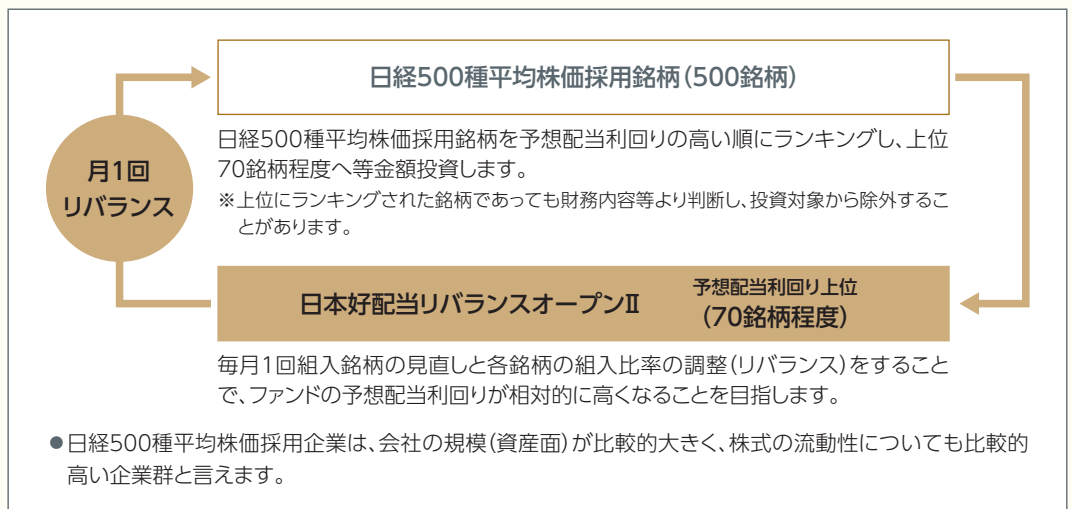 日経500種平均株価採用銘柄(500銘柄)
日経500種平均株価採用銘柄を予想配当利回りの高い順にランキングし、上位
70銘柄程度へ等金額投資します。
※上位にランキングされた銘柄であっても財務内容等より判断し、投資対象から除外するこ
とがあります。
月1回
リバランス
日本好配当リバランスオープンⅡ
予想配当利回り上位
(70銘柄程度)
毎月1回組入銘柄の見直しと各銘柄の組入比率の調整(リバランス)をすること
で、ファンドの予想配当利回りが相対的に高くなることを目指します。
●日経500種平均株価採用企業は、会社の規模(資産面)が比較的大きく、株式の流動性についても比較的
高い企業群と言えます。